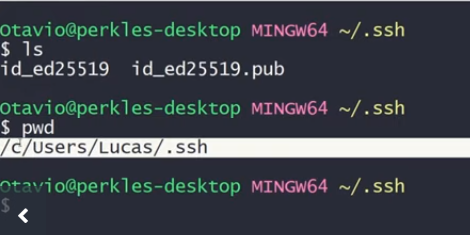 Otavio@perkles-desktop MINGW64 ~/.ssh
$ ls
id_ed25519  id_ed25519.pub
Otavio@perkles-desktop MINGW64 ~/.ssh
$ pwd
/c/Users/Lucas/.ssh
Otavio@perkles-desktop MINGW64 ~/.ssh
$